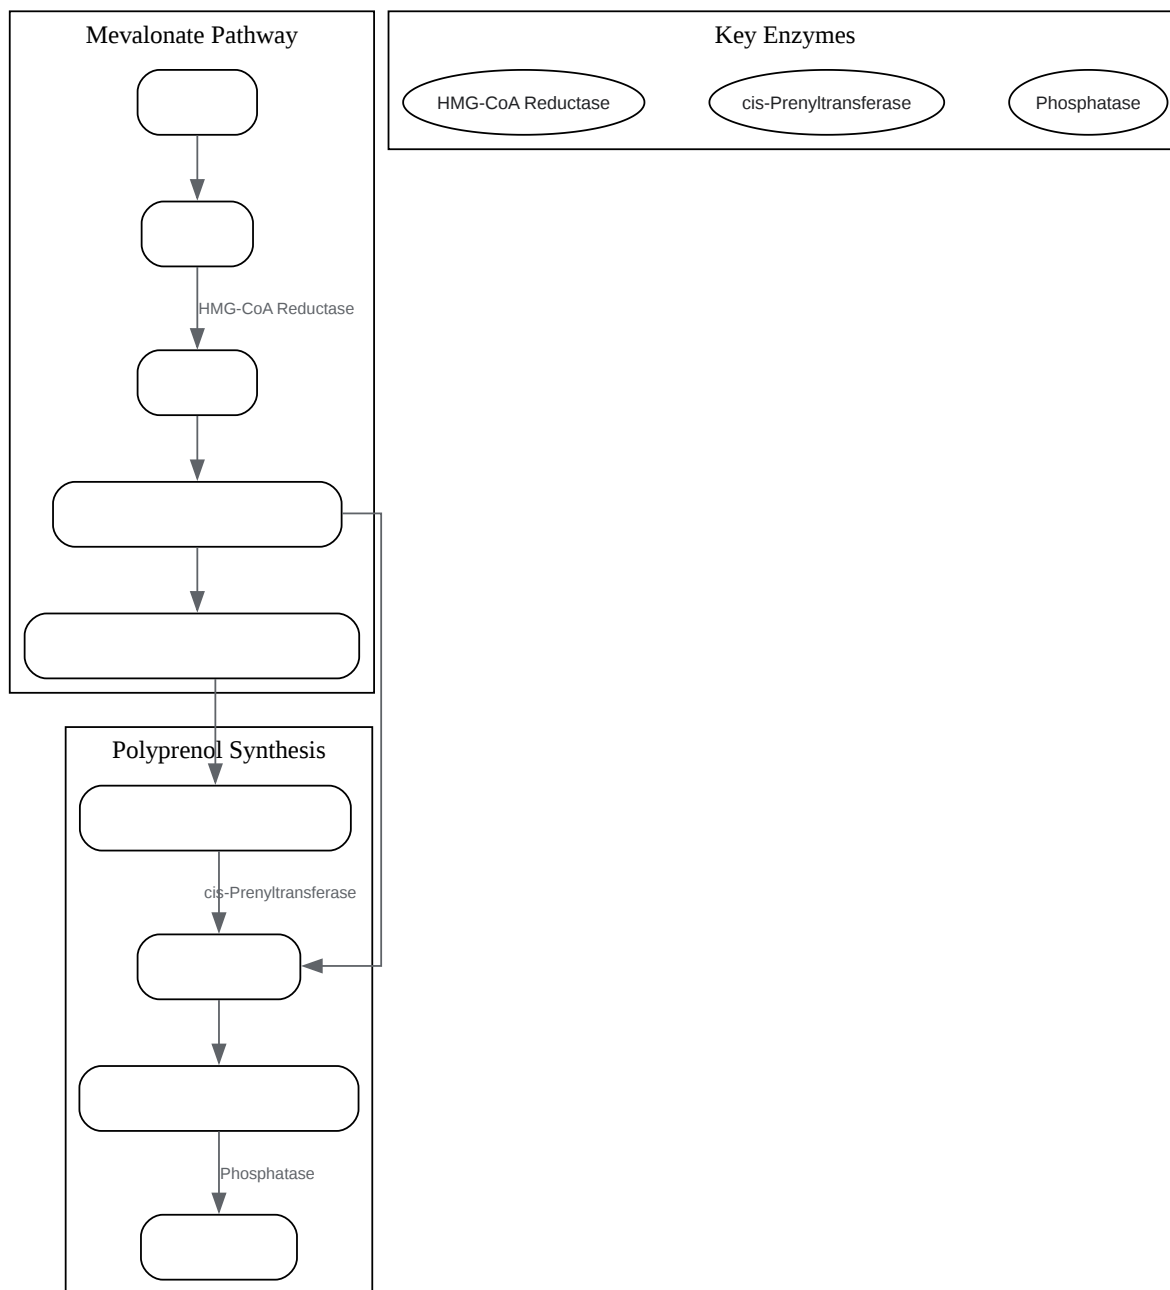 Mevalonate Pathway
Key Enzymes
HMG-CoA Reductase
cis-Prenyltransferase
Phosphatase
HMG-CoA Reductase
Polyprenol Synthesis
cis-Prenyltransferase
Phosphatase